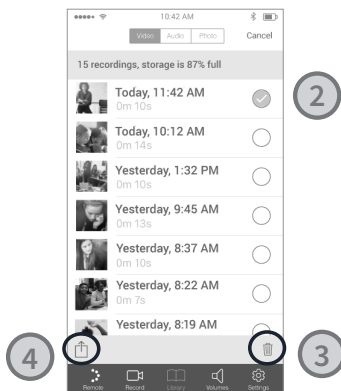 10:42 AM
Video Audio Photo Cancel
15 recordings, storage is 87% full
Today, 11:42 AM
0m 10s
2
Today, 10:12 AM
0m 14s
Yesterday, 1:32 PM
0m 10s
Yesterday, 9:45 AM
0m 13s
Yesterday, 8:37 AM
0m 10s
Yesterday, 8:22 AM
0m 7s
Yesterday, 8:19 AM
4
3
Remote Record Library Volumes Settings